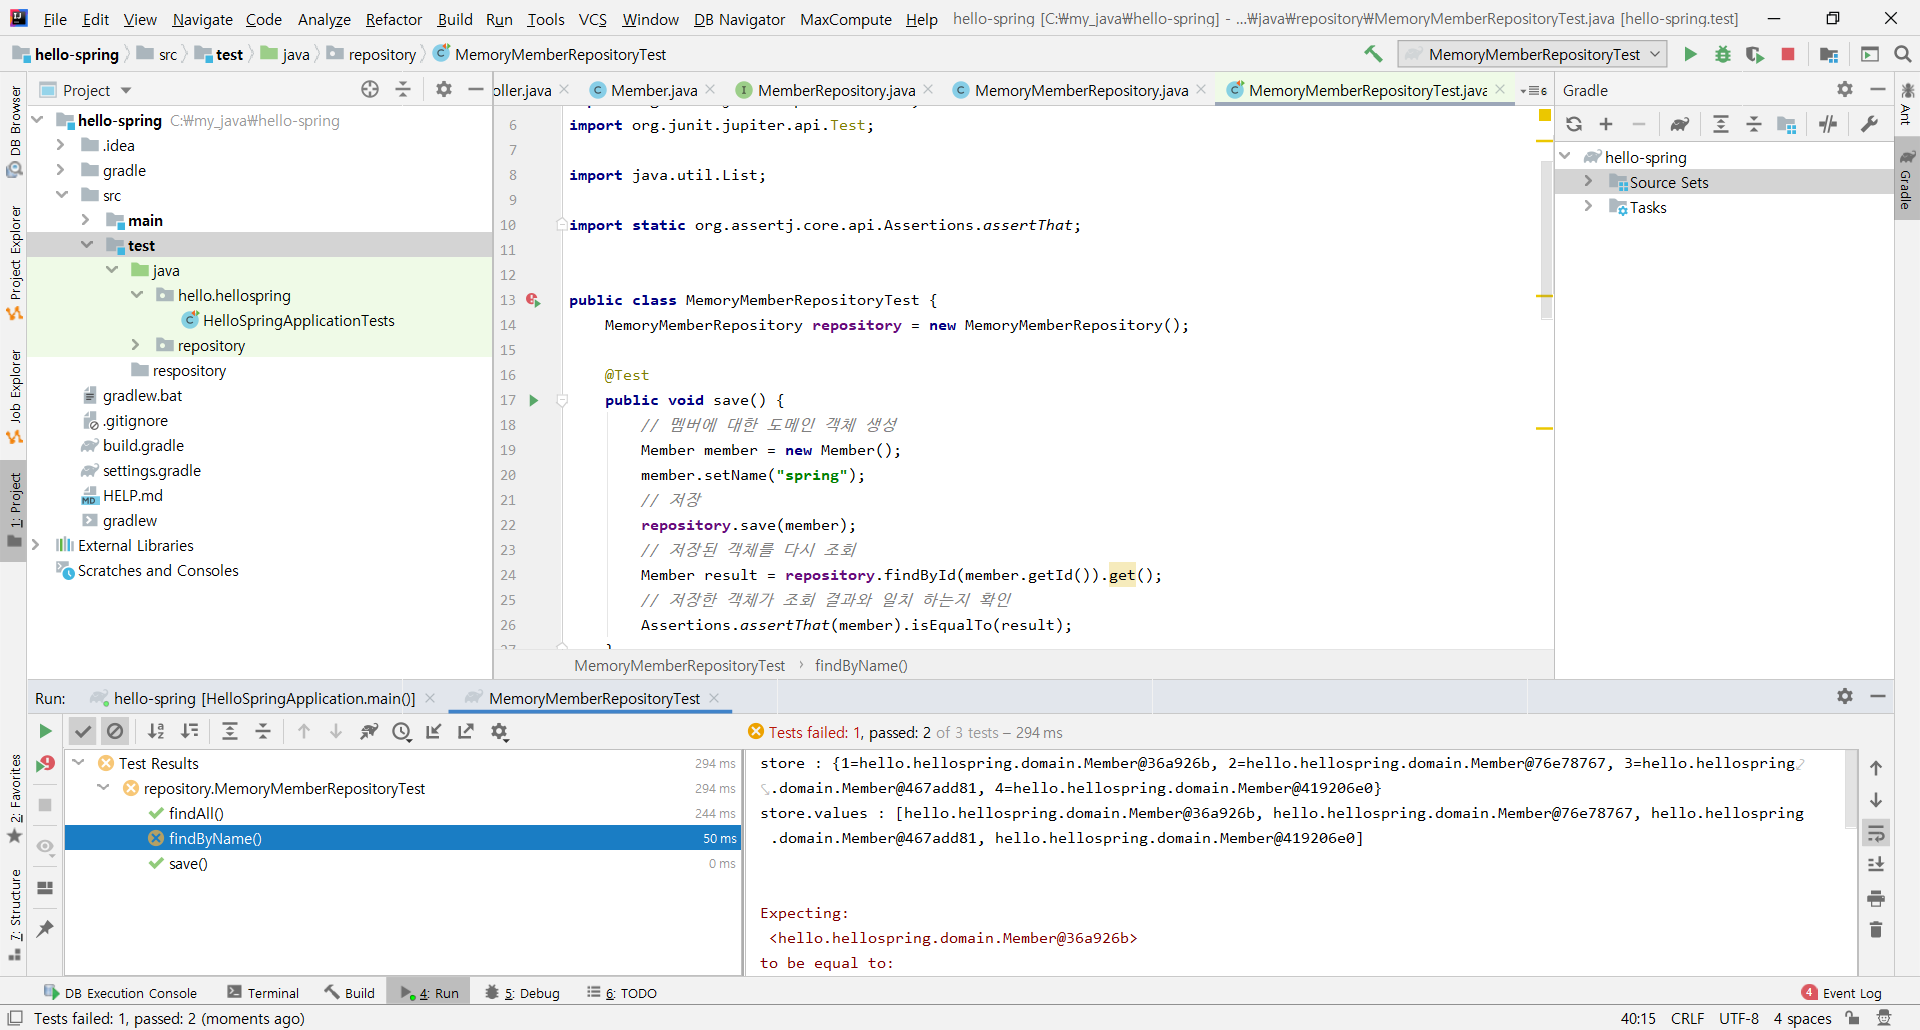 File Edit View Navigate Code Analyze Refactor Build Run Tools VCS Window DB Navigator MaxCompute Help hello-spring [C:₩my_java₩hello-spring] - ...₩java₩repository₩MemoryMemberRepositoryTest.java [hello-spring.test]
hello-spring src test java repository MemoryMemberRepositoryTest MemoryMemberRepositoryTest
Project
oller.java Member.java MemberRepository.java MemoryMemberRepository.java MemoryMemberRepositoryTest.java 6
Gradle
DB Browser
Project Explorer
Job Explorer
1: Project
2: Favorites
7: Structure
Ant
Gradle
hello-spring C:₩my_java₩hello-spring
.idea
gradle
src
main
test
java
hello.hellospring
HelloSpringApplicationTests
repository
respository
gradlew.bat
.gitignore
build.gradle
settings.gradle
HELP.md
gradlew
External Libraries
Scratches and Consoles
6 import org.junit.jupiter.api.Test;
7
8 import java.util.List;
9
10 import static org.assertj.core.api.Assertions.assertThat;
11
12
13 public class MemoryMemberRepositoryTest {
14 MemoryMemberRepository repository = new MemoryMemberRepository();
15
16 @Test
17 public void save() {
18 // 멤버에 대한 도메인 객체 생성
19 Member member = new Member();
20 member.setName("spring");
21 // 저장
22 repository.save(member);
23 // 저장된 객체를 다시 조회
24 Member result = repository.findById(member.getId()).get();
25 // 저장한 객체가 조회 결과와 일치 하는지 확인
26 Assertions.assertThat(member).isEqualTo(result);
27 }
MemoryMemberRepositoryTest › findByName()
hello-spring
Source Sets
Tasks
Run: hello-spring [HelloSpringApplication.main()] MemoryMemberRepositoryTest
Tests failed: 1, passed: 2 of 3 tests – 294 ms
Test Results 294 ms
repository.MemoryMemberRepositoryTest 294 ms
findAll() 244 ms
findByName() 50 ms
save() 0 ms
store : {1=hello.hellospring.domain.Member@36a926b, 2=hello.hellospring.domain.Member@76e78767, 3=hello.hellospring
.domain.Member@467add81, 4=hello.hellospring.domain.Member@419206e0}
store.values : [hello.hellospring.domain.Member@36a926b, hello.hellospring.domain.Member@76e78767, hello.hellospring
.domain.Member@467add81, hello.hellospring.domain.Member@419206e0]
Expecting:
<hello.hellospring.domain.Member@36a926b>
to be equal to:
DB Execution Console Terminal Build 4: Run 5: Debug 6: TODO 4 Event Log
Tests failed: 1, passed: 2 (moments ago) 40:15 CRLF UTF-8 4 spaces